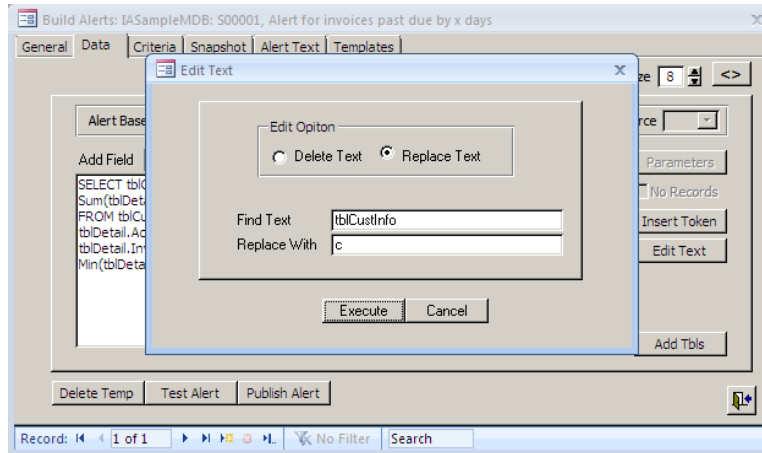 Build Alerts: IASampleMDB: S00001, Alert for invoices past due by x days
General Data Criteria Snapshot Alert Text Templates
Edit Text
ze 8 <>
Alert Base
rce
Edit Opiton
Delete Text Replace Text
Add Field
Parameters
SELECT
Sum(tblDeta
No Records
FROM tblCu
tblDetail.Ac
Find Text tblCustInfo
Insert Token
tblDetail.In
Replace With c
Edit Text
Min(tblDeta
Execute Cancel
Add Tbls
Delete Temp Test Alert Publish Alert
Record: 1 of 1 No Filter Search